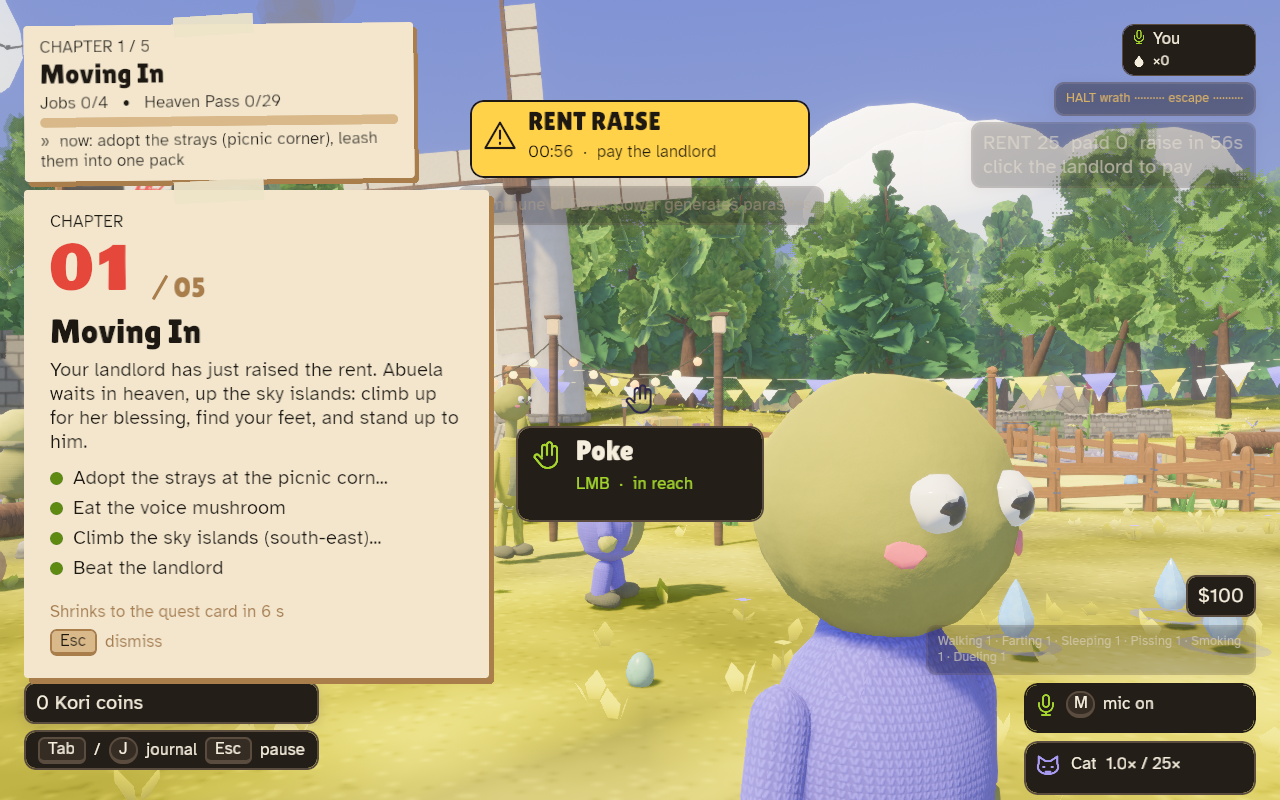 CHAPTER 1 / 5
Moving In
Jobs 0/4 • Heaven Pass 0/29
» now: adopt the strays (picnic corner), leash
them into one pack
CHAPTER
01 / 05
Moving In
Your landlord has just raised the rent. Abuela
waits in heaven, up the sky islands: climb up
for her blessing, find your feet, and stand up to
him.
Adopt the strays at the picnic corn...
Eat the voice mushroom
Climb the sky islands (south-east)...
Beat the landlord
Shrinks to the quest card in 6 s
Esc dismiss
0 Kori coins
Tab / J journal Esc pause
RENT RAISE
00:56 · pay the landlord
Poke
LMB · in reach
You
×0
HALT wrath ········· escape ·········
RENT 25 paid 0 raise in 56s
click the landlord to pay
$100
Walking 1 · Farting 1 · Sleeping 1 · Pissing 1 · Smoking
1 · Dueling 1
M mic on
Cat 1.0× / 25×